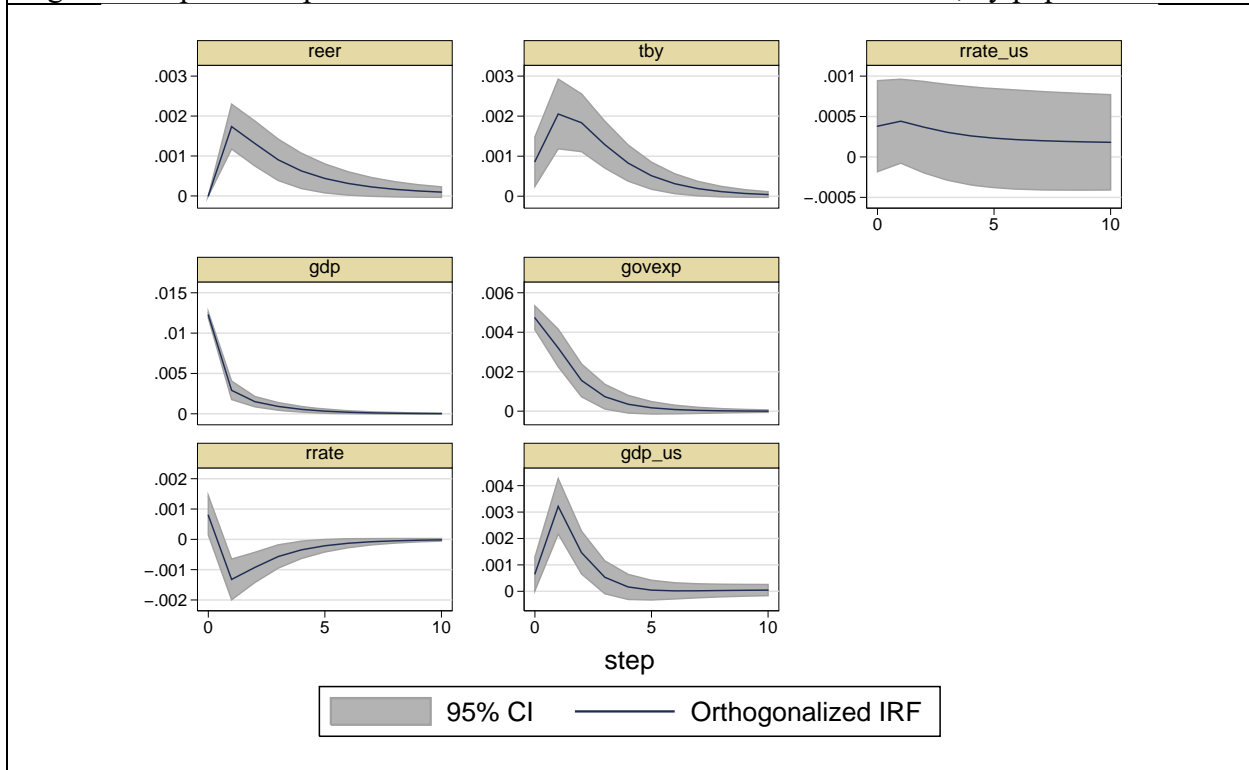 reer
.003
.002
.001
0
tby
.003
.002
.001
0
rrate_us
.001
.0005
0
−.0005
0 5 10
gdp
.015
.01
.005
0
govexp
.006
.004
.002
0
rrate
.002
.001
0
−.001
−.002
0 5 10
gdp_us
.004
.003
.002
.001
0
0 5 10
step
95% CI
Orthogonalized IRF